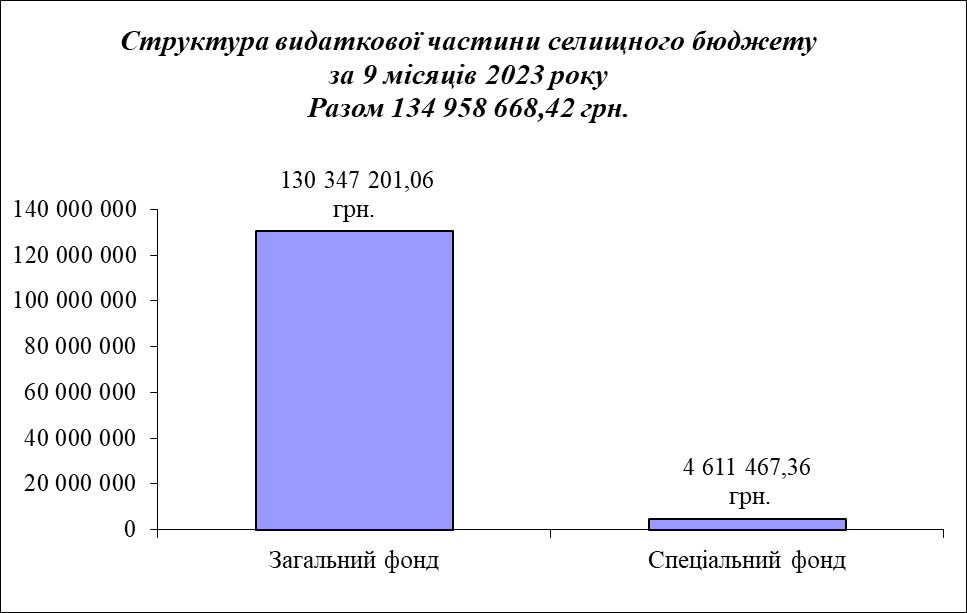 Структура видаткової частини селищного бюджету
за 9 місяців 2023 року
Разом 134 958 668,42 грн.
130 347 201,06
грн.
140 000 000
120 000 000
100 000 000
80 000 000
60 000 000
40 000 000
20 000 000
0
4 611 467,36
грн.
Загальний фонд
Спеціальний фонд